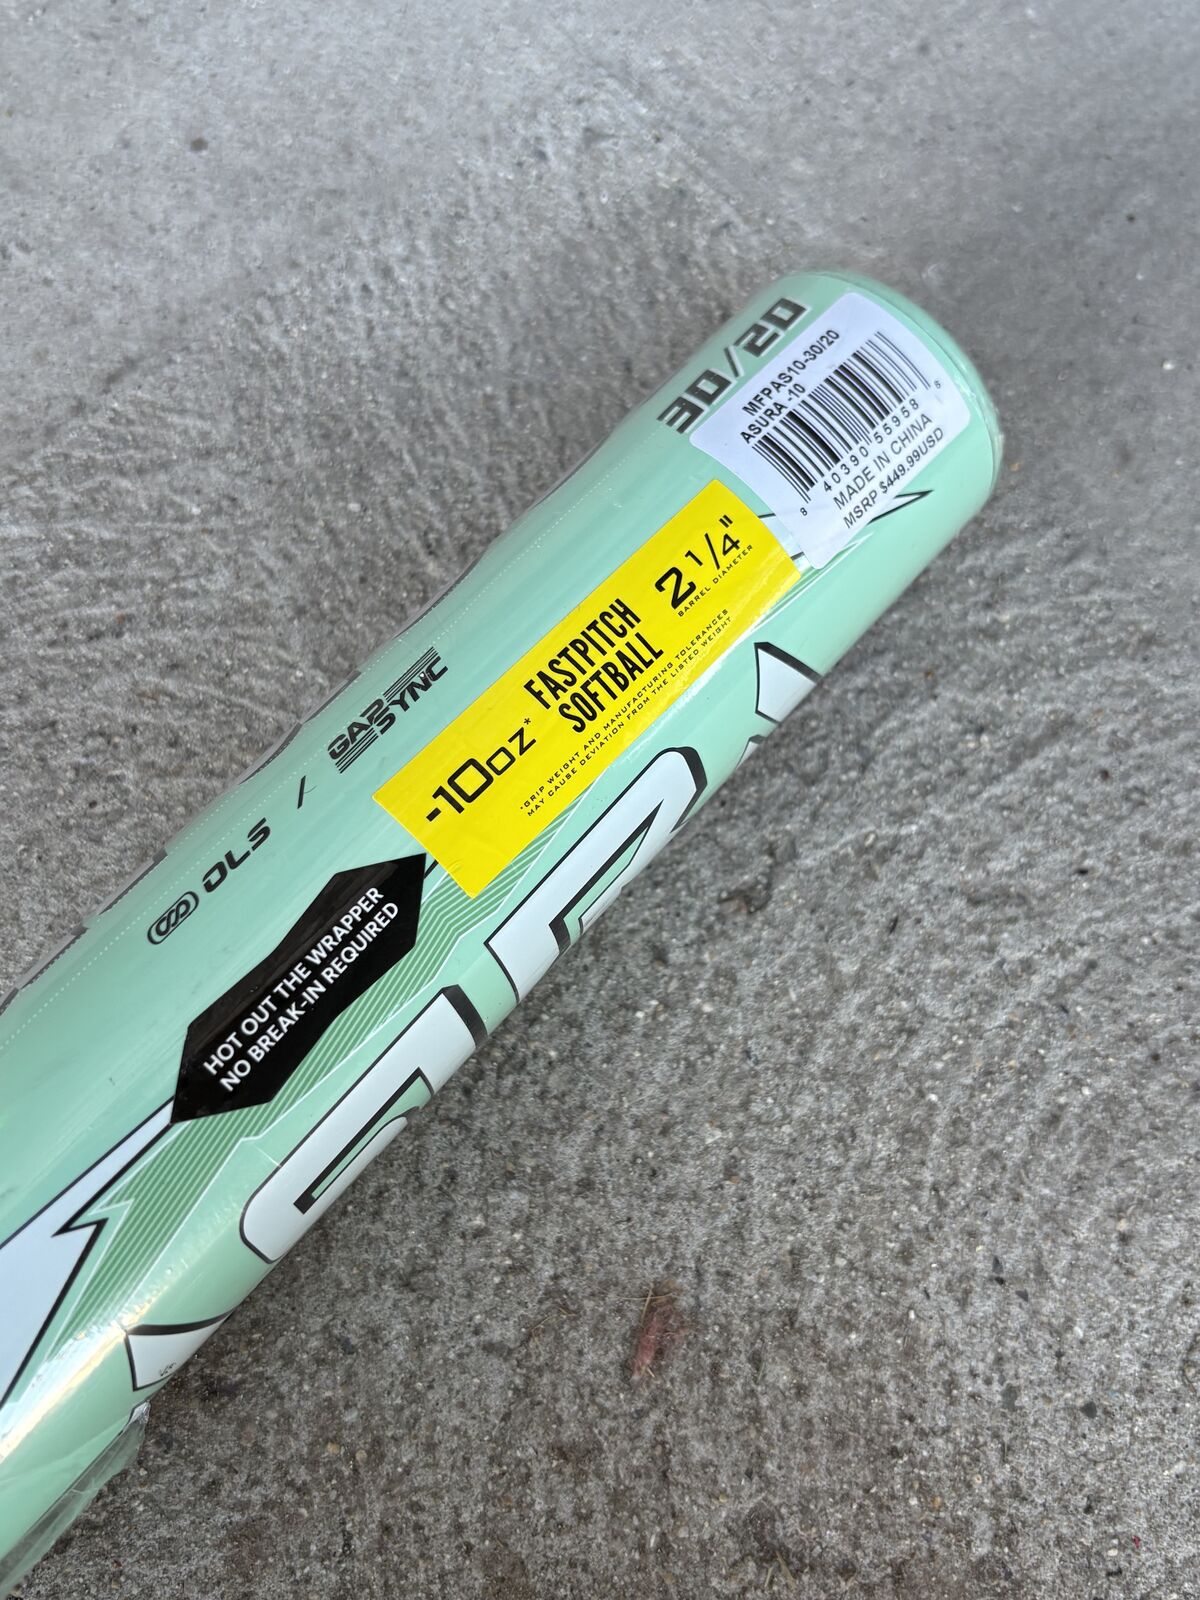 30/20
MFPAS10-30/20
ASURA -10
8 40390 55958 6
MADE IN CHINA
MSRP $449.99USD
-10oz* FASTPITCH SOFTBALL 2 1/4"
BARREL DIAMETER
*GRIP WEIGHT AND MANUFACTURING TOLERANCES
MAY CAUSE DEVIATION FROM THE LISTED WEIGHT
DLS / GAP SYNC
HOT OUT THE WRAPPER
NO BREAK-IN REQUIRED